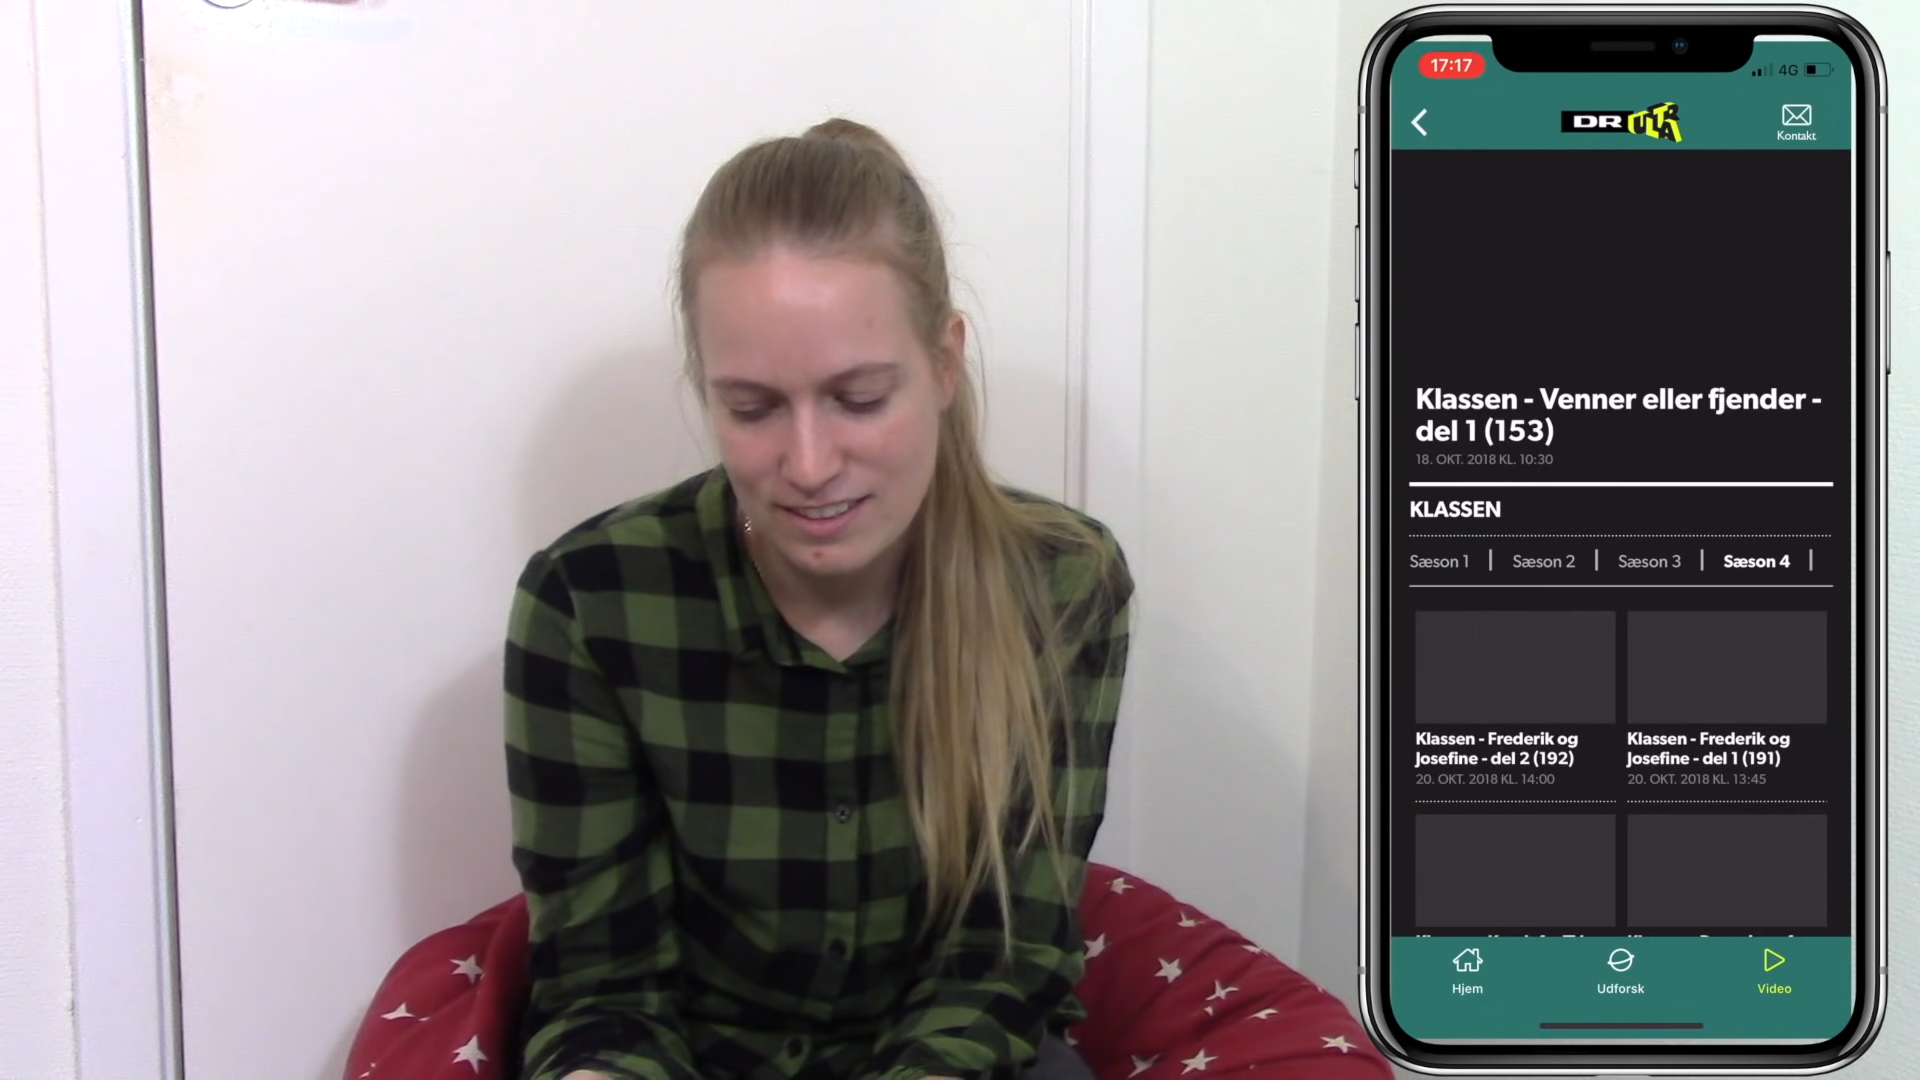 17:17
4G
DR ULTRA
Kontakt
Klassen - Venner eller fjender -
del 1 (153)
18. OKT. 2018 KL. 10:30
KLASSEN
Sæson 1 | Sæson 2 | Sæson 3 | Sæson 4 |
Klassen - Frederik og
Josefine - del 2 (192)
20. OKT. 2018 KL. 14:00
Klassen - Frederik og
Josefine - del 1 (191)
20. OKT. 2018 KL. 13:45
Hjem
Udforsk
Video